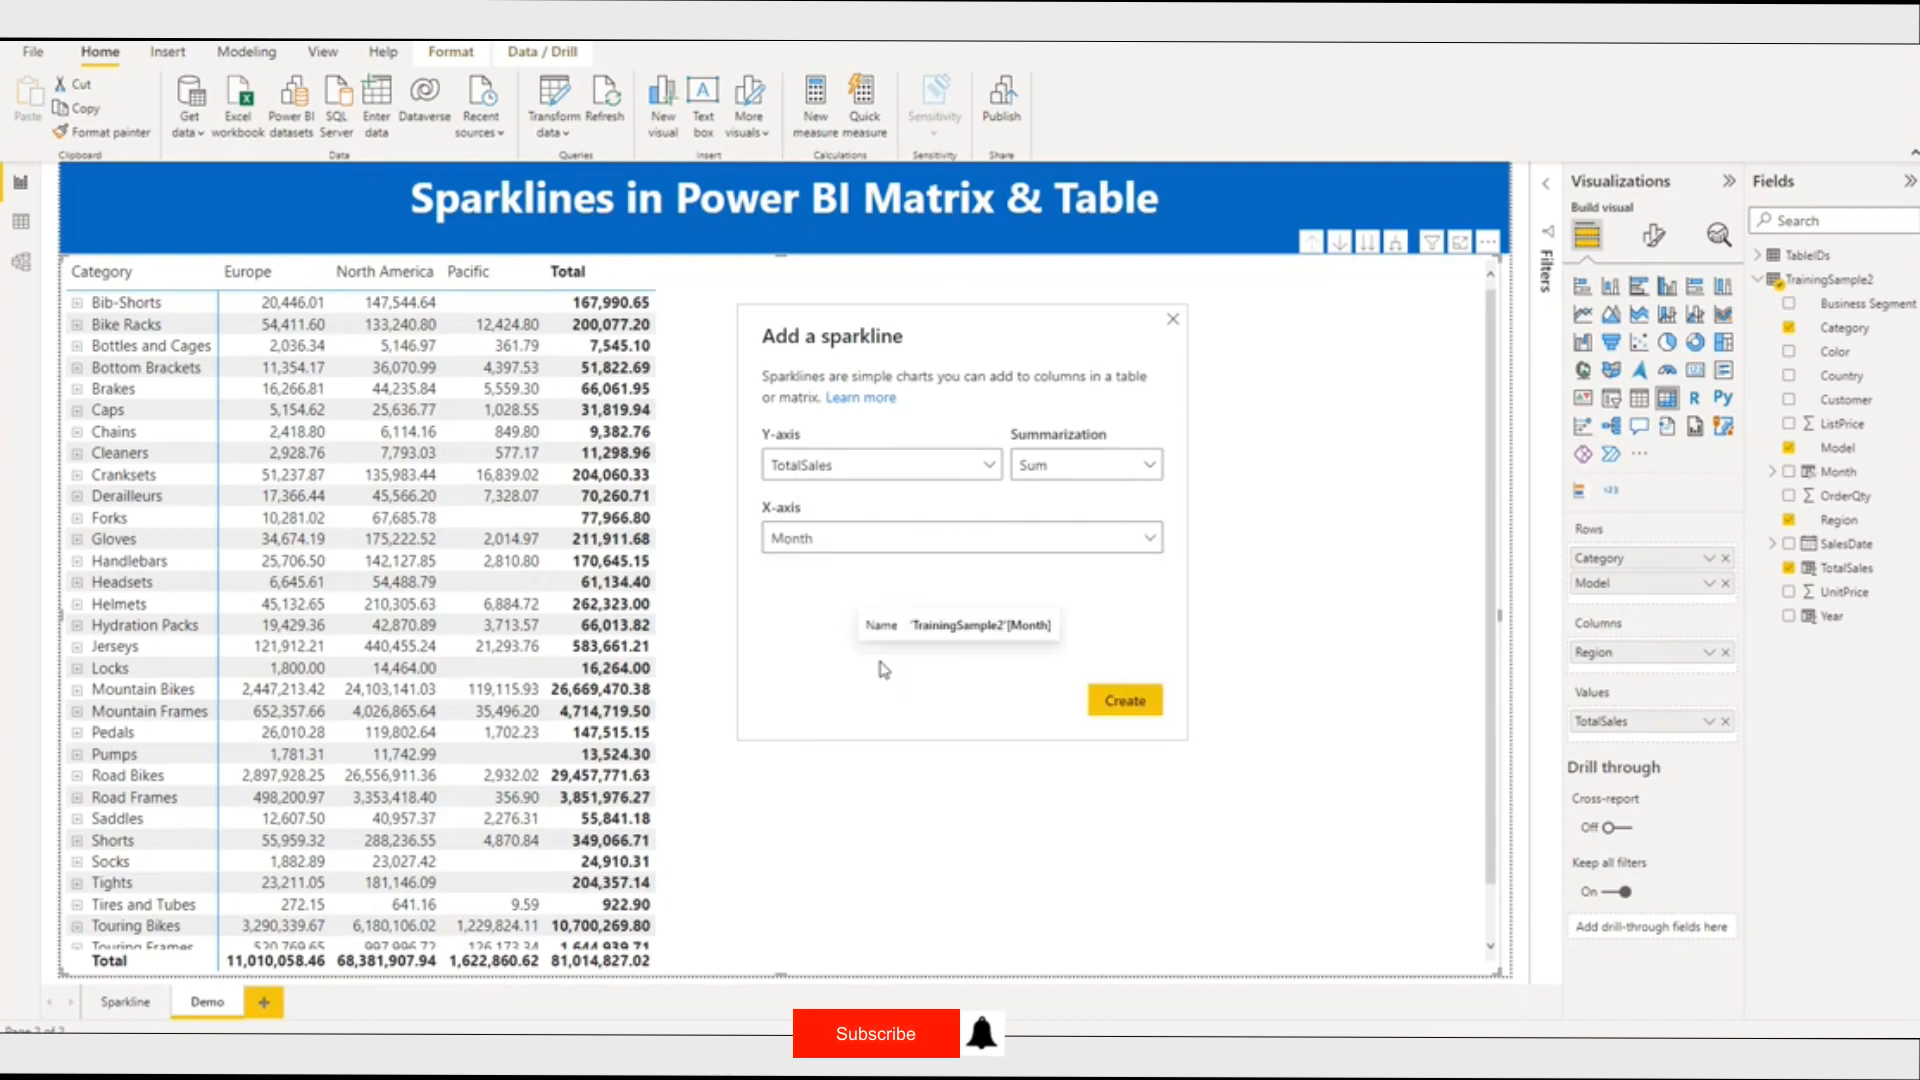 File Home Insert Modeling View Help Format Data / Drill
Paste
Cut
Copy
Format painter
Clipboard
Get data
Excel workbook
Power BI datasets
SQL Server
Enter data
Dataverse
Recent sources
Data
Transform data
Refresh
Queries
New visual
Text box
More visuals
Insert
New measure
Quick measure
Calculations
Sensitivity
Sensitivity
Publish
Share
Sparklines in Power BI Matrix & Table
Category Europe North America Pacific Total
Bib-Shorts 20,446.01 147,544.64 167,990.65
Bike Racks 54,411.60 133,240.80 12,424.80 200,077.20
Bottles and Cages 2,036.34 5,146.97 361.79 7,545.10
Bottom Brackets 11,354.17 36,070.99 4,397.53 51,822.69
Brakes 16,266.81 44,235.84 5,559.30 66,061.95
Caps 5,154.62 25,636.77 1,028.55 31,819.94
Chains 2,418.80 6,114.16 849.80 9,382.76
Cleaners 2,928.76 7,793.03 577.17 11,298.96
Cranksets 51,237.87 135,983.44 16,839.02 204,060.33
Derailleurs 17,366.44 45,566.20 7,328.07 70,260.71
Forks 10,281.02 67,685.78 77,966.80
Gloves 34,674.19 175,222.52 2,014.97 211,911.68
Handlebars 25,706.50 142,127.85 2,810.80 170,645.15
Headsets 6,645.61 54,488.79 61,134.40
Helmets 45,132.65 210,305.63 6,884.72 262,323.00
Hydration Packs 19,429.36 42,870.89 3,713.57 66,013.82
Jerseys 121,912.21 440,455.24 21,293.76 583,661.21
Locks 1,800.00 14,464.00 16,264.00
Mountain Bikes 2,447,213.42 24,103,141.03 119,115.93 26,669,470.38
Mountain Frames 652,357.66 4,026,865.64 35,496.20 4,714,719.50
Pedals 26,010.28 119,802.64 1,702.23 147,515.15
Pumps 1,781.31 11,742.99 13,524.30
Road Bikes 2,897,928.25 26,556,911.36 2,932.02 29,457,771.63
Road Frames 498,200.97 3,353,418.40 356.90 3,851,976.27
Saddles 12,607.50 40,957.37 2,276.31 55,841.18
Shorts 55,959.32 288,236.55 4,870.84 349,066.71
Socks 1,882.89 23,027.42 24,910.31
Tights 23,211.05 181,146.09 204,357.14
Tires and Tubes 272.15 641.16 9.59 922.90
Touring Bikes 3,290,339.67 6,180,106.02 1,229,824.11 10,700,269.80
Touring Frames 520,769.65 997,996.72 126,173.34 1,644,939.71
Total 11,010,058.46 68,381,907.94 1,622,860.62 81,014,827.02
Add a sparkline
Sparklines are simple charts you can add to columns in a table
or matrix. Learn more
Y-axis Summarization
TotalSales Sum
X-axis
Month
Name 'TrainingSample2'[Month]
Create
Filters
Visualizations
Build visual
R Py
123
Rows
Category
Model
Columns
Region
Values
TotalSales
Drill through
Cross-report
Off
Keep all filters
On
Add drill-through fields here
Fields
Search
TableIDs
TrainingSample2
Business Segment
Category
Color
Country
Customer
ListPrice
Model
Month
OrderQty
Region
SalesDate
TotalSales
UnitPrice
Year
Sparkline Demo
Page 2 of 2
Subscribe